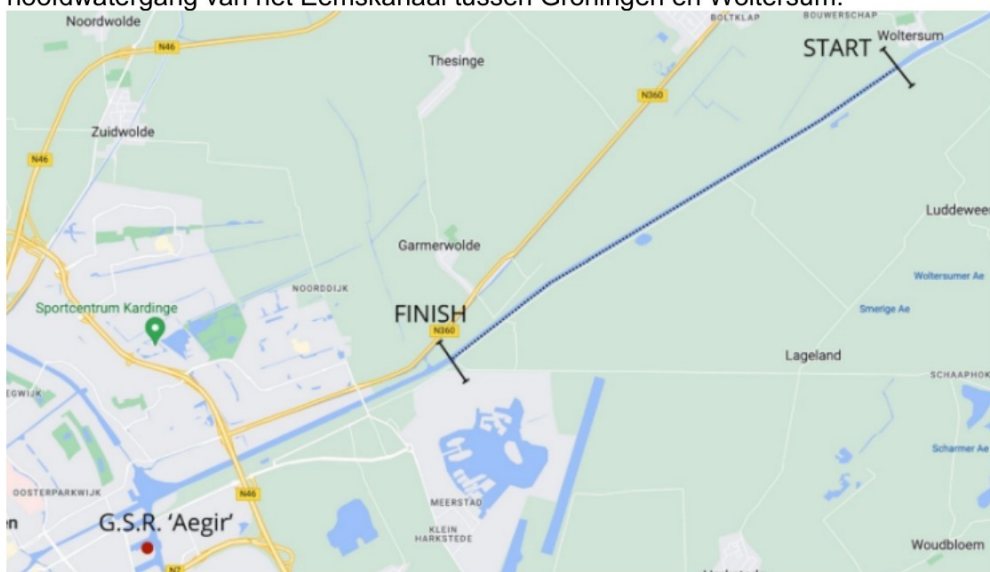 hoofdwatergang van het Eemskanaal tussen Groningen en Woltersum.
Noordwolde
BOLTKLAP
BOUWERSCHAP
N46
Woltersum
START
Thesinge
N360
Zuidwolde
N46
Luddeweer
Garmerwolde
Woltersumer Ae
NOORDDIJK
Sportcentrum Kardinge
Smerige Ae
FINISH
N360
Lageland
SCHAAPHOK
EGWIJK
Scharmer Ae
OOSTERPARKWIJK
N46
MEERSTAD
en
G.S.R. 'Aegir'
KLEIN
HARKSTEDE
Woudbloem
N7